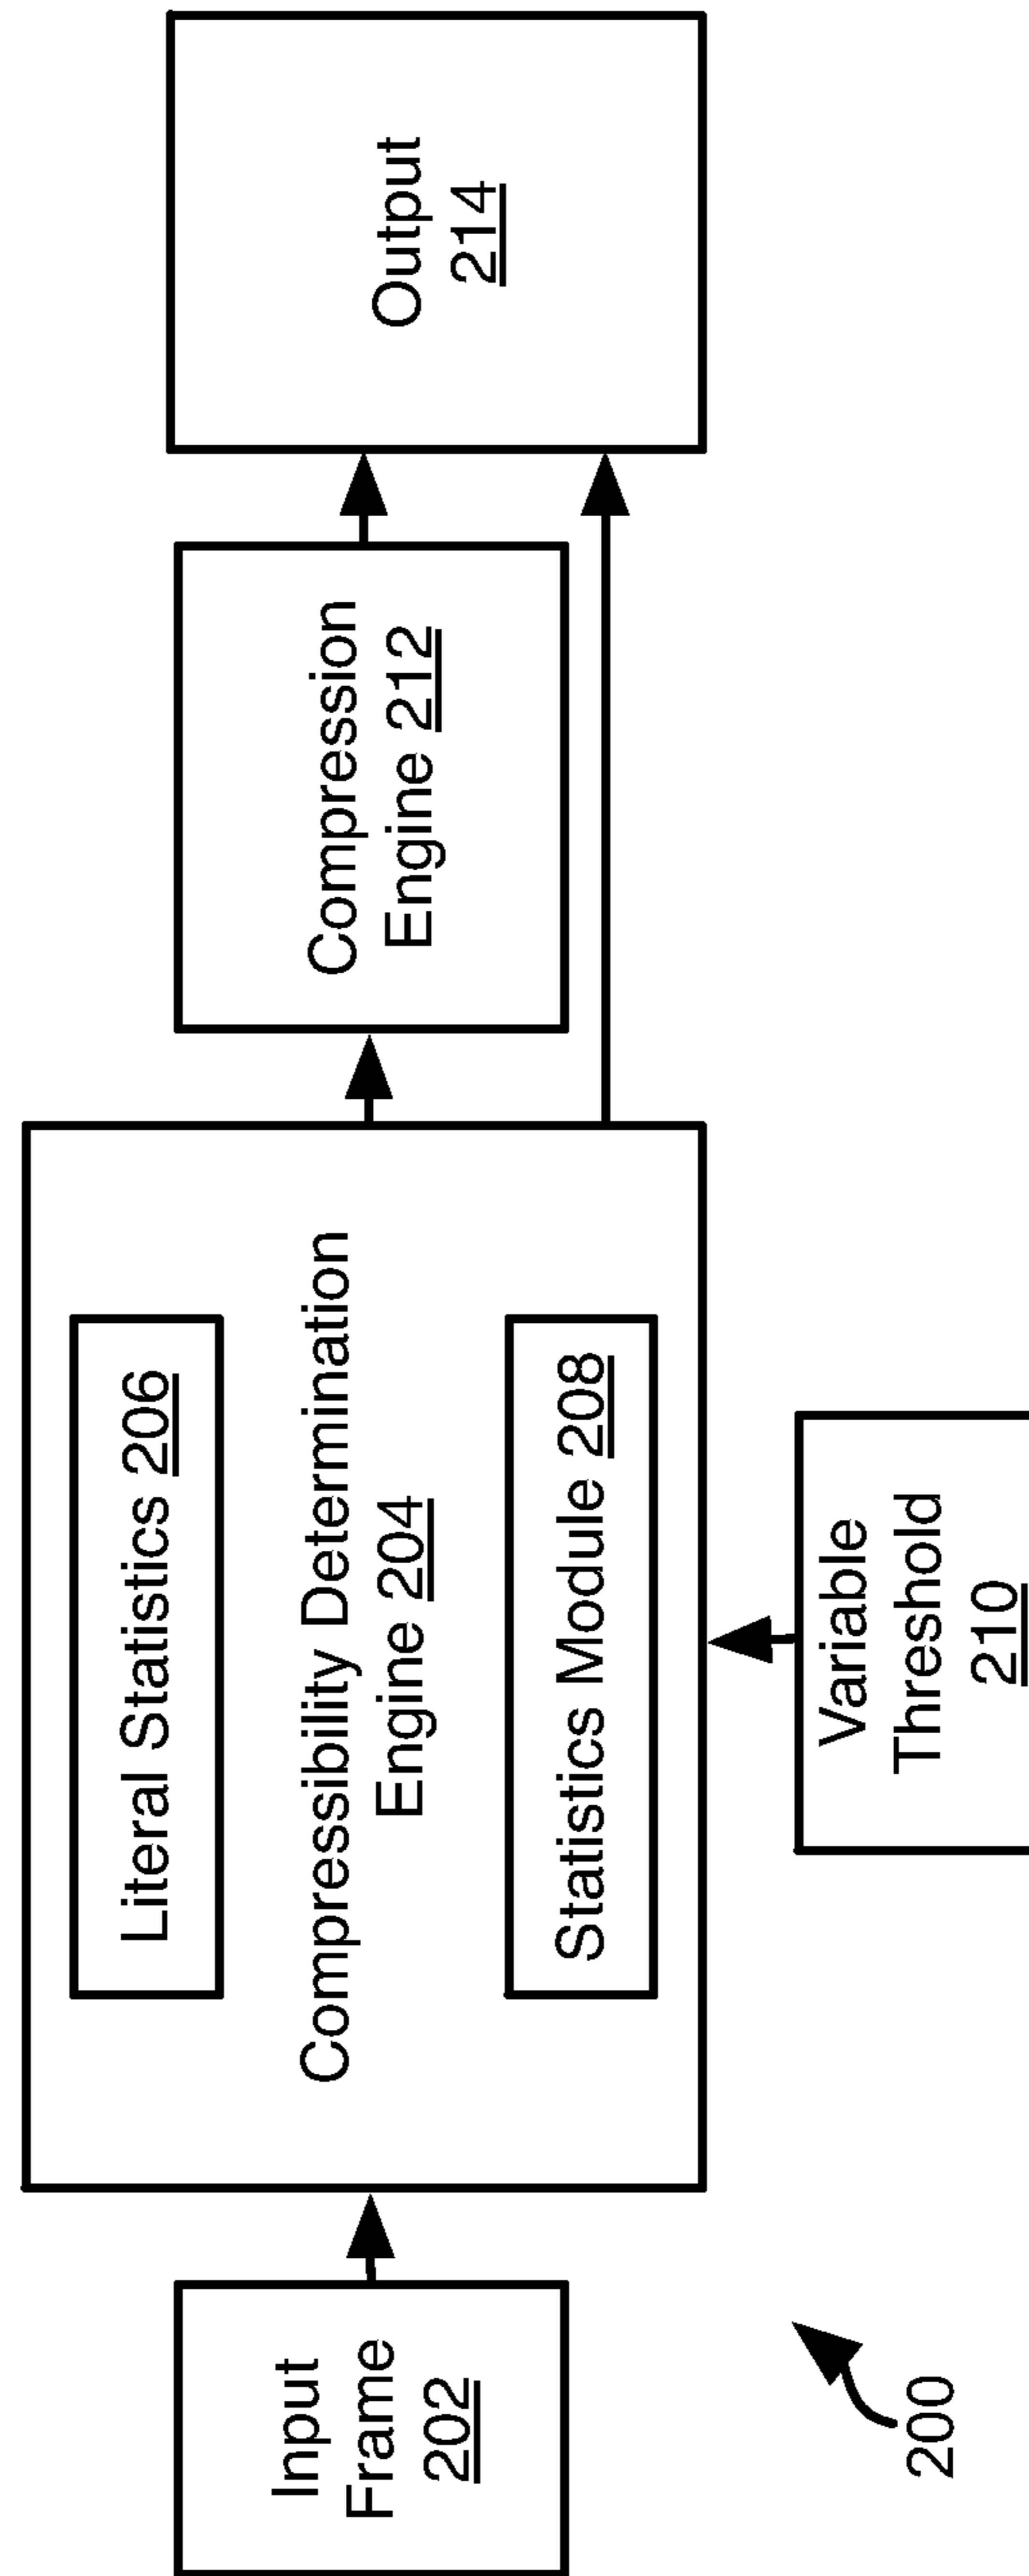 Input
Frame
202
Literal Statistics 206
Compressibility Determination
Engine 204
Statistics Module 208
Variable
Threshold
210
Compression
Engine 212
Output
214
200